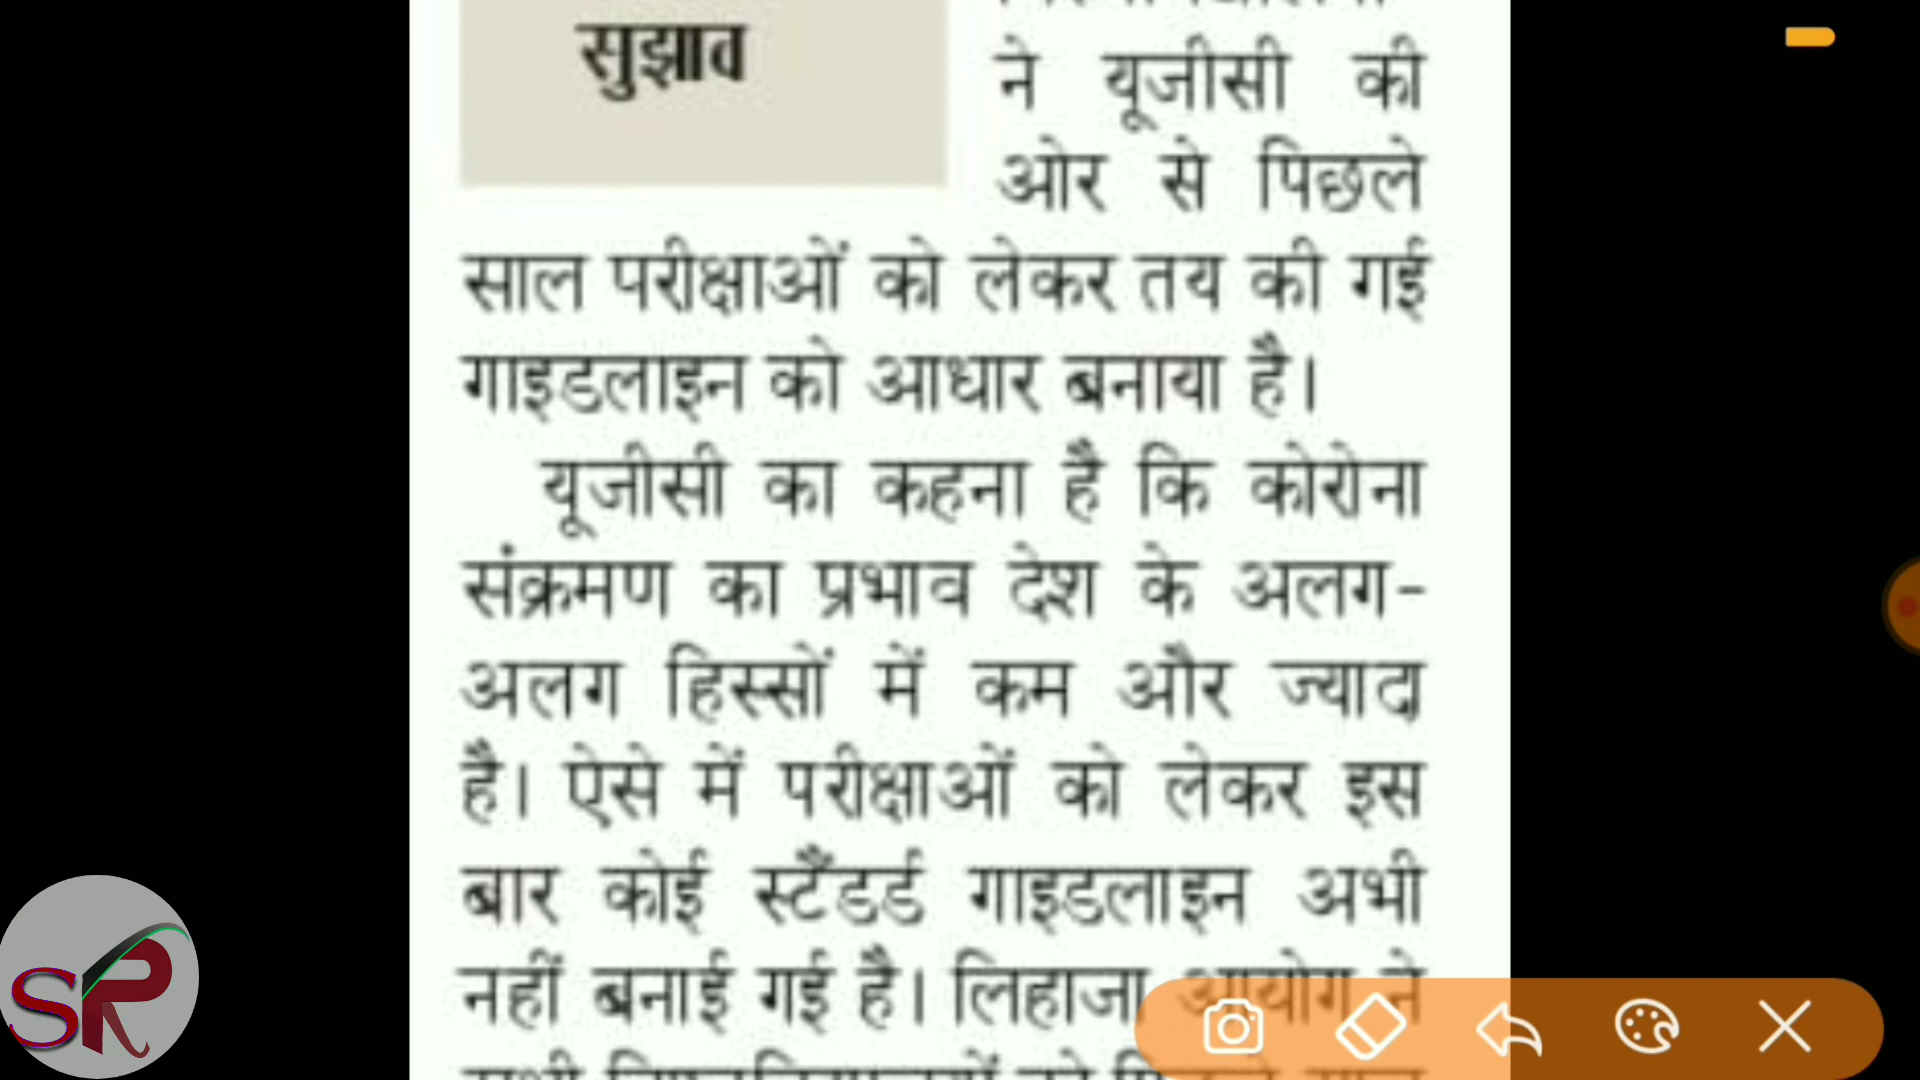 सुझाव
ने यूजीसी की
ओर से पिछले
साल परीक्षाओं को लेकर तय की गई
गाइडलाइन को आधार बनाया है।
यूजीसी का कहना है कि कोरोना
संक्रमण का प्रभाव देश के अलग-
अलग हिस्सों में कम और ज्यादा
है। ऐसे में परीक्षाओं को लेकर इस
बार कोई स्टैंडर्ड गाइडलाइन अभी
नहीं बनाई गई है। लिहाजा आयोग ने
SR